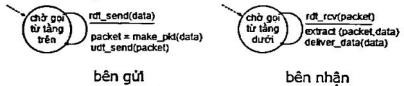 chờ gọi
từ tầng
trên
rdt_send(data)
packet = make_pkt(data)
udt_send(packet)
bên gửi
chờ gọi
từ tầng
dưới
rdt_rcv(packet)
extract (packet,data)
deliver_data(data)
bên nhận